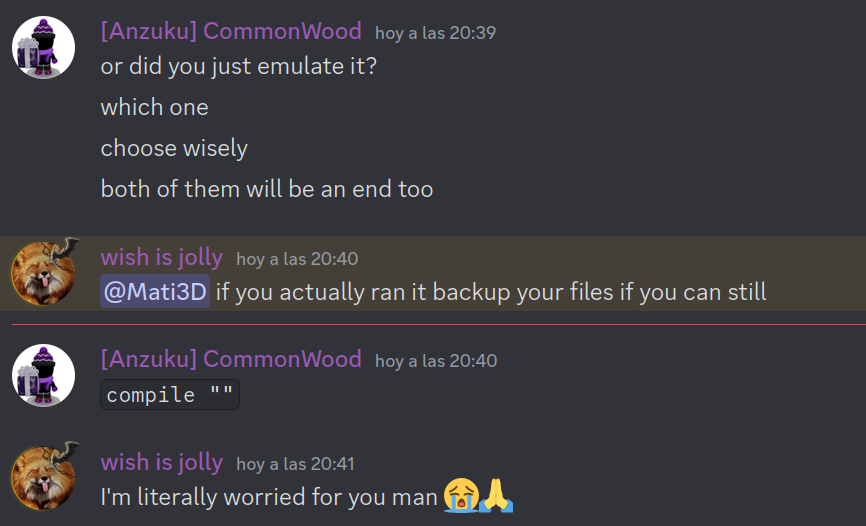 [Anzuku] CommonWood hoy a las 20:39
or did you just emulate it?
which one
choose wisely
both of them will be an end too
wish is jolly hoy a las 20:40
@Mati3D if you actually ran it backup your files if you can still
[Anzuku] CommonWood hoy a las 20:40
compile ""
wish is jolly hoy a las 20:41
I'm literally worried for you man 😭🙏